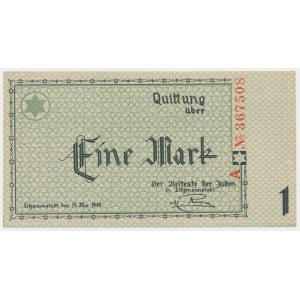 Quittung
über
Eine Mark
Der Aelteste der Juden
in Litzmannstadt
Litzmannstadt, den 15. Mai 1940
A № 367508
1